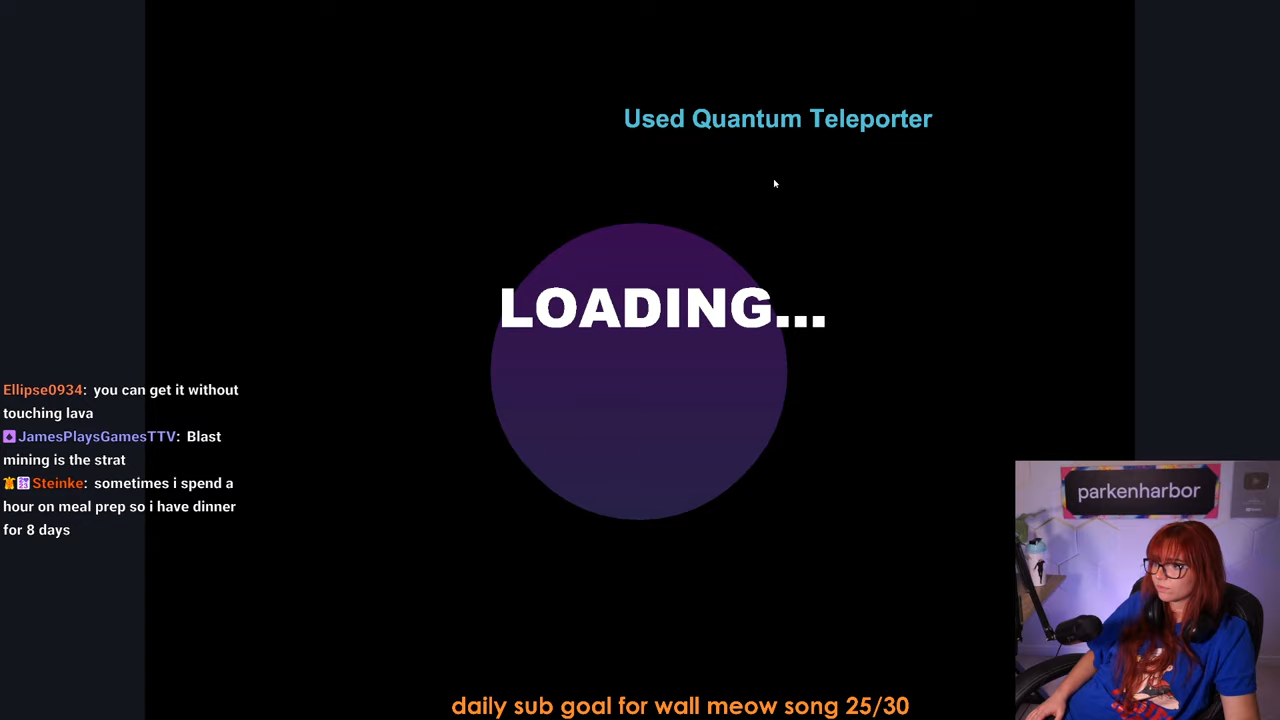 Used Quantum Teleporter
LOADING...
Ellipse0934: you can get it without
touching lava
JamesPlaysGamesTTV: Blast
mining is the strat
Steinke: sometimes i spend a
hour on meal prep so i have dinner
for 8 days
parkenharbor
daily sub goal for wall meow song 25/30